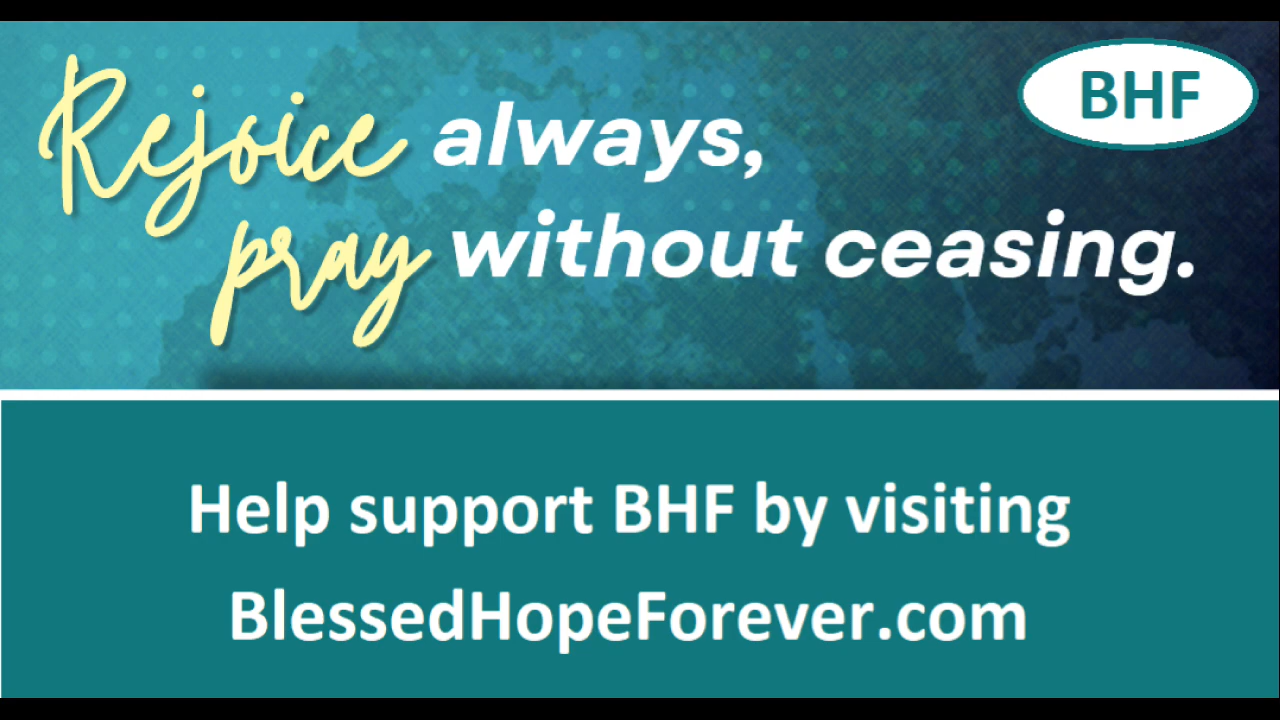 BHF
Rejoice always,
pray without ceasing.
Help support BHF by visiting
BlessedHopeForever.com